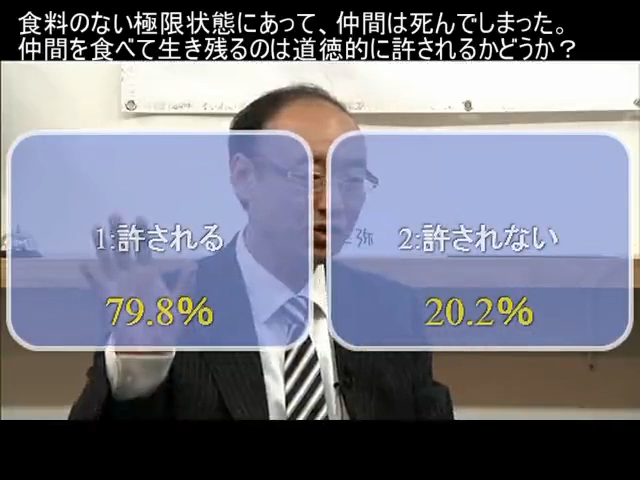 食料のない極限状態にあって、仲間は死んでしまった。
仲間を食べて生き残るのは道徳的に許されるかどうか？
1:許される
2:許されない
79.8%
20.2%